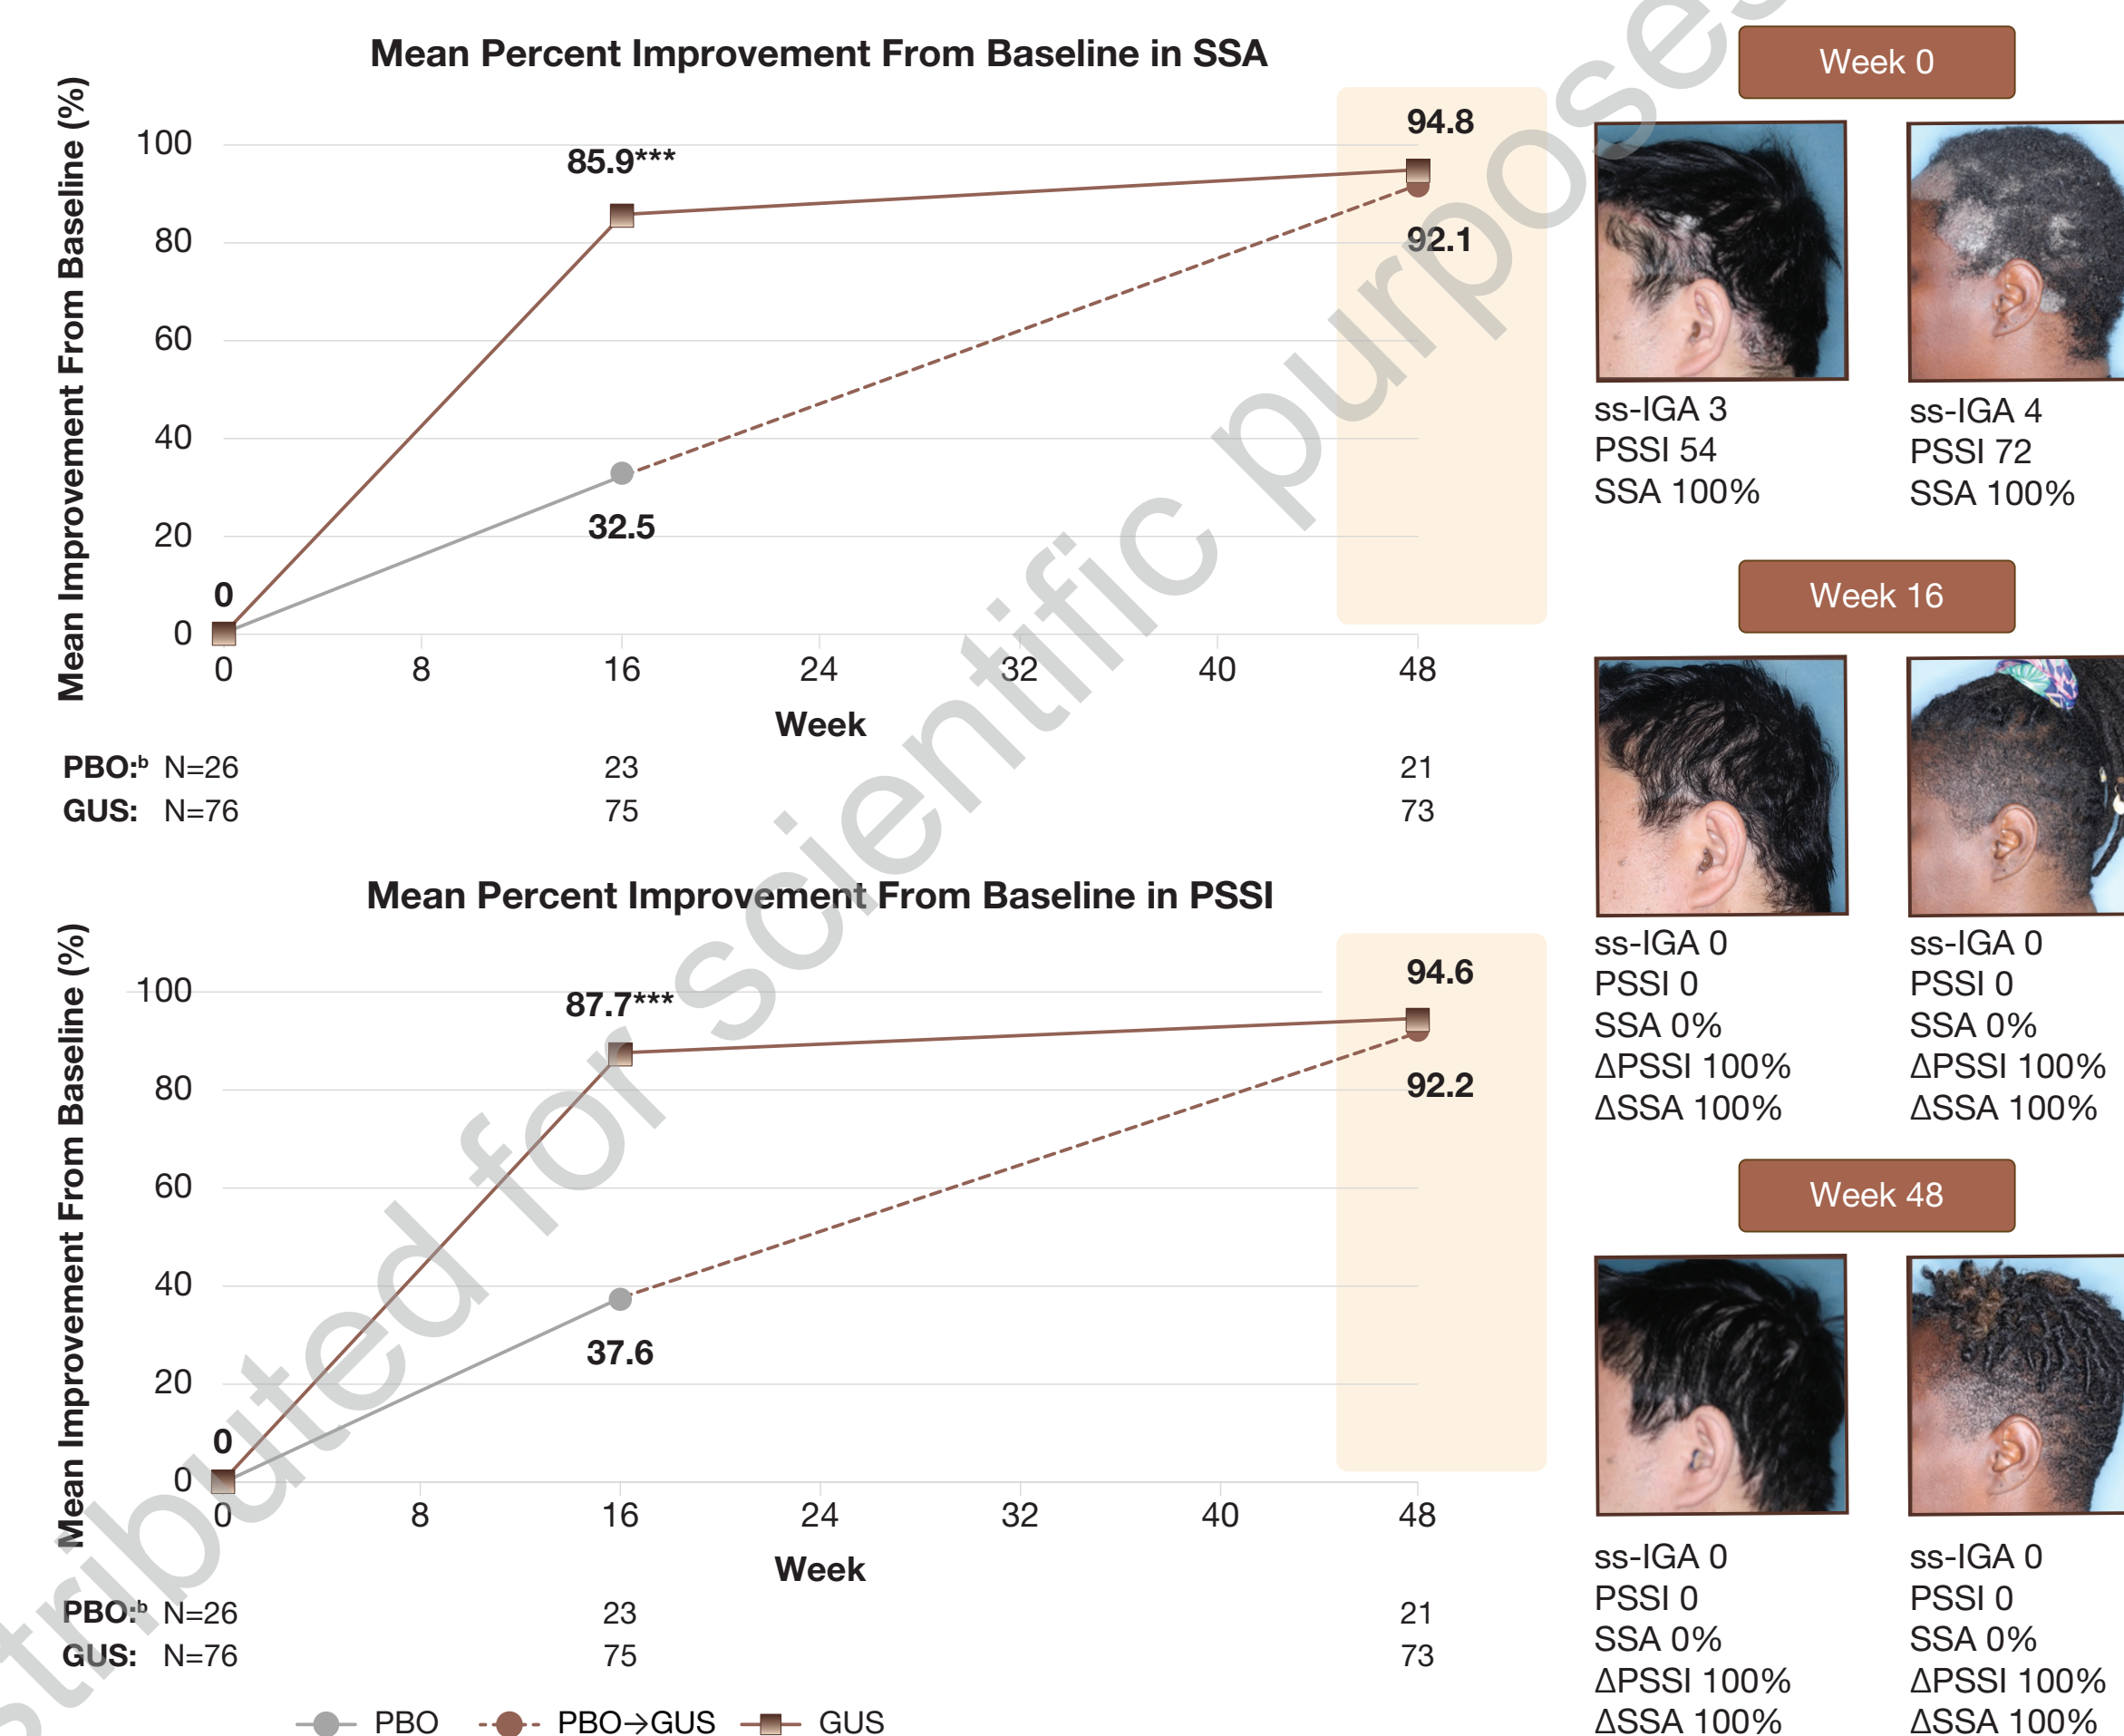 Mean Percent Improvement From Baseline in SSA
Mean Improvement From Baseline (%)
100
80
60
40
20
0
0
85.9***
32.5
94.8
92.1
0 8 16 24 32 40 48
Week
PBO:ᵇ N=26 23 21
GUS: N=76 75 73
Mean Percent Improvement From Baseline in PSSI
Mean Improvement From Baseline (%)
100
80
60
40
20
0
0
87.7***
37.6
94.6
92.2
0 8 16 24 32 40 48
Week
PBO:ᵇ N=26 23 21
GUS: N=76 75 73
PBO PBO→GUS GUS
Week 0
ss-IGA 3
PSSI 54
SSA 100%
ss-IGA 4
PSSI 72
SSA 100%
Week 16
ss-IGA 0
PSSI 0
SSA 0%
ΔPSSI 100%
ΔSSA 100%
ss-IGA 0
PSSI 0
SSA 0%
ΔPSSI 100%
ΔSSA 100%
Week 48
ss-IGA 0
PSSI 0
SSA 0%
ΔPSSI 100%
ΔSSA 100%
ss-IGA 0
PSSI 0
SSA 0%
ΔPSSI 100%
ΔSSA 100%
stributed for scientific purposes